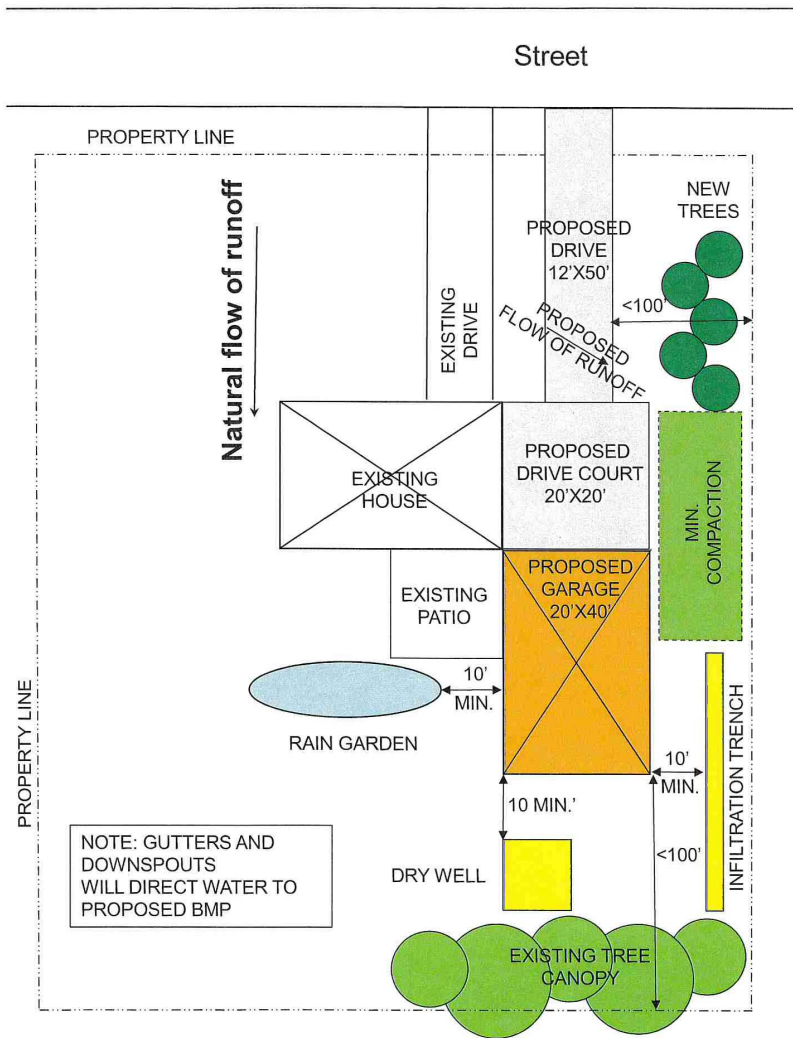 Street
PROPERTY LINE
Natural flow of runoff
EXISTING
DRIVE
PROPOSED
DRIVE
12'X50'
NEW
TREES
<100'
PROPOSED
FLOW OF RUNOFF
EXISTING
HOUSE
PROPOSED
DRIVE COURT
20'X20'
MIN.
COMPACTION
EXISTING
PATIO
PROPOSED
GARAGE
20'X40'
10'
MIN.
RAIN GARDEN
PROPERTY LINE
10'
MIN.
INFILTRATION TRENCH
10 MIN.'
<100'
NOTE: GUTTERS AND
DOWNSPOUTS
WILL DIRECT WATER TO
PROPOSED BMP
DRY WELL
EXISTING TREE
CANOPY